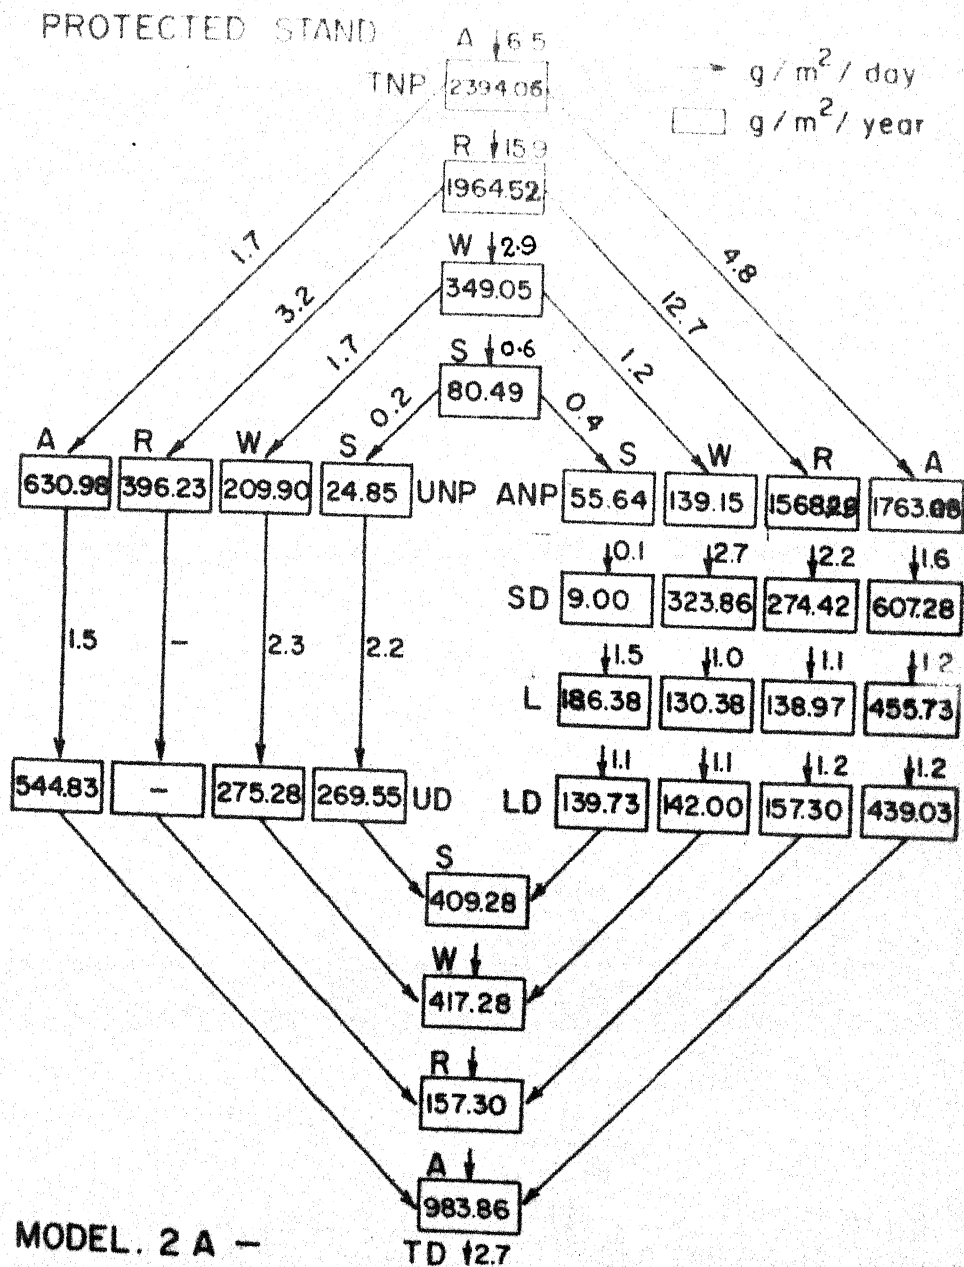 PROTECTED STAND
A 6.5
TNP 2394.06
g/m²/day
g/m²/year
R 15.9
1964.52
W 2.9
349.05
S 0.6
80.49
1.7 3.2 1.7 0.2 0.4 1.2 12.7 4.8
A R W S S W R A
630.98 396.23 209.90 24.85 UNP ANP 55.64 139.15
0.1 2.7 2.2 1.6
SD 9.00 323.86 274.42 607.28
1.5 - 2.3 2.2
1.5 1.0 1.1 1.2
L 186.38 130.38 138.97 455.73
1.1 1.1 1.2 1.2
544.83 - 275.28 269.55 UD LD 139.73 142.00 157.30 439.03
S
409.28
W
417.28
R
157.30
A
983.86
MODEL. 2 A -
TD 2.7